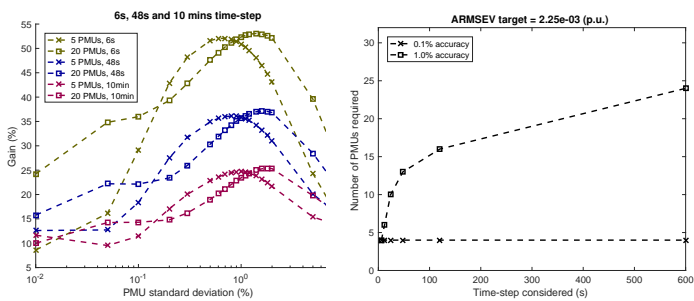 6s, 48s and 10 mins time-step
60
55
50
45
40
35
30
25
20
15
10
5
Gain (%)
5 PMUs, 6s
20 PMUs, 6s
5 PMUs, 48s
20 PMUs, 48s
5 PMUs, 10min
20 PMUs, 10min
10-2
10-1
100
PMU standard deviation (%)
ARMSEV target = 2.25e-03 (p.u.)
30
25
20
15
10
5
0
Number of PMUs required
0.1% accuracy
1.0% accuracy
0
100
200
300
400
500
600
Time-step considered (s)